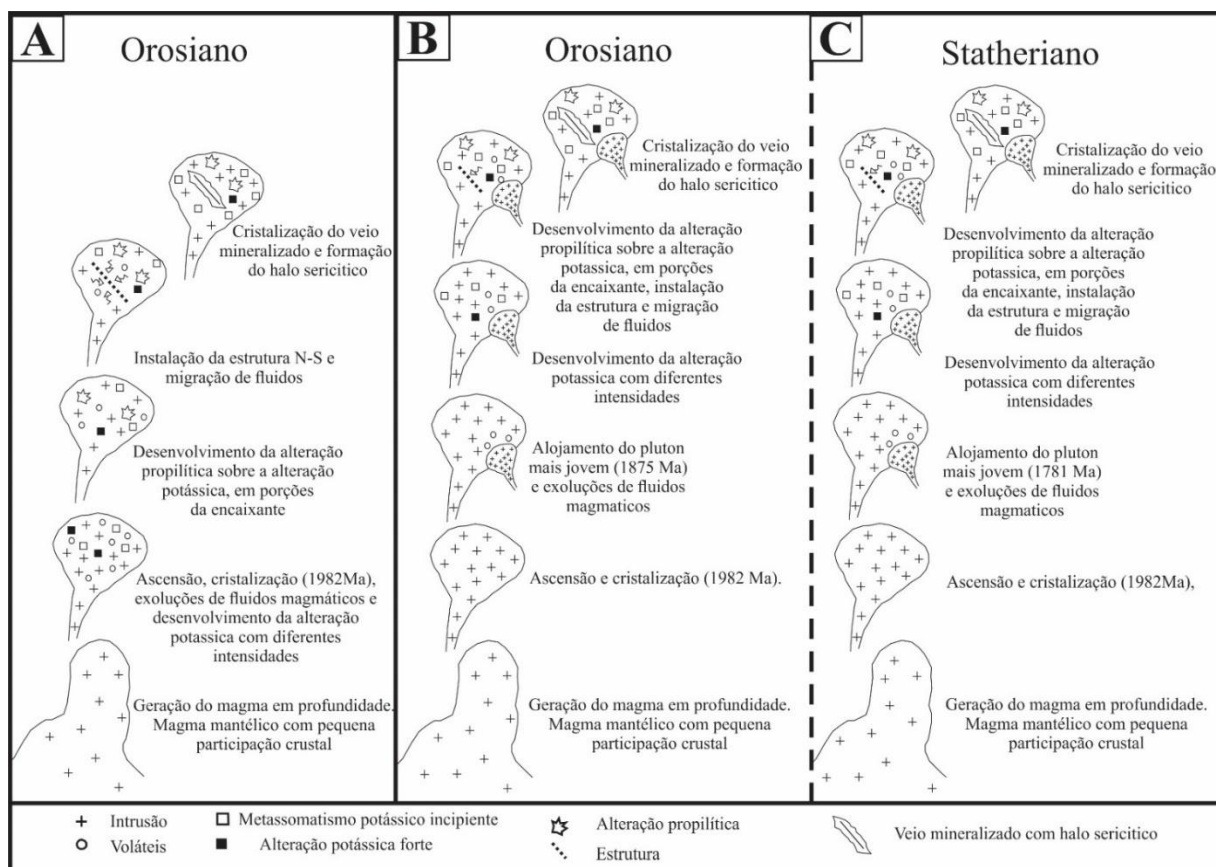 A
Orosiano
Cristalização do veio
mineralizado e formação
do halo sericitico
Instalação da estrutura N-S e
migração de fluidos
Desenvolvimento da alteração
propilítica sobre a alteração
potássica, em porções
da encaixante
Ascensão, cristalização (1982Ma),
exoluções de fluidos magmáticos e
desenvolvimento da alteração
potassica com diferentes
intensidades
Geração do magma em profundidade.
Magma mantélico com pequena
participação crustal
B
Orosiano
Cristalização do veio
mineralizado e formação
do halo sericitico
Desenvolvimento da alteração
propilítica sobre a alteração
potassica, em porções
da encaixante, instalação
da estrutura e migração
de fluidos
Desenvolvimento da alteração
potassica com diferentes
intensidades
Alojamento do pluton
mais jovem (1875 Ma)
e exoluções de fluidos
magmaticos
Ascensão e cristalização (1982 Ma).
Geração do magma em profundidade.
Magma mantélico com pequena
participação crustal
C
Statheriano
Cristalização do veio
mineralizado e formação
do halo sericitico
Desenvolvimento da alteração
propilítica sobre a alteração
potassica, em porções
da encaixante, instalação
da estrutura e migração
de fluidos
Desenvolvimento da alteração
potassica com diferentes
intensidades
Alojamento do pluton
mais jovem (1781 Ma)
e exoluções de fluidos
magmaticos
Ascensão e cristalização (1982Ma),
Geração do magma em profundidade.
Magma mantélico com pequena
participação crustal
Intrusão
Voláteis
Metassomatismo potássico incipiente
Alteração potássica forte
Alteração propilítica
Estrutura
Veio mineralizado com halo sericitico